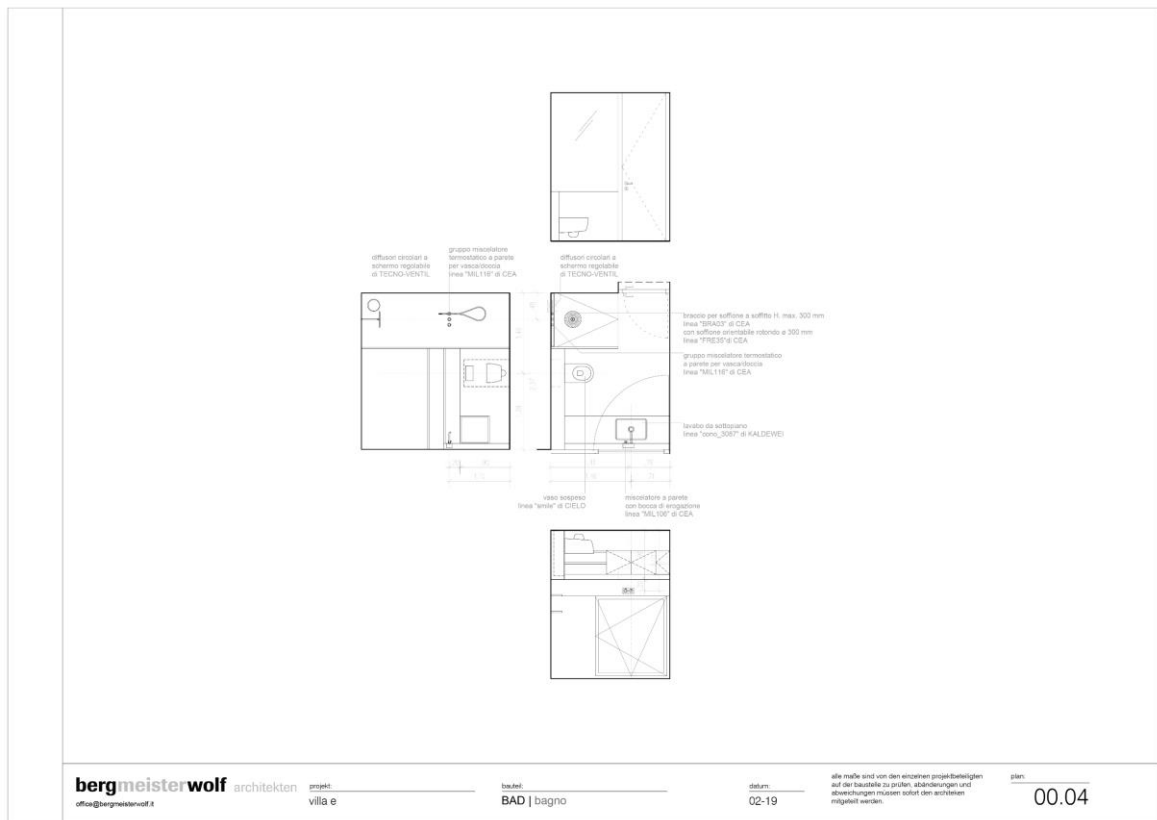 diffusori circolari a
schermo regolabile
di TECNO-VENTIL
gruppo miscelatore
termostatico a parete
per vasca/doccia
linea "MIL116" di CEA
diffusori circolari a
schermo regolabile
di TECNO-VENTIL
braccio per soffione a soffitto H. max. 300 mm
linea "BRA03" di CEA
con soffione orientabile rotondo ø 300 mm
linea "FRE35" di CEA
gruppo miscelatore termostatico
a parete per vasca/doccia
linea "MIL116" di CEA
lavabo da sottopiano
linea "cono_3087" di KALDEWEI
vaso sospeso
linea "smile" di CIELO
miscelatore a parete
con bocca di erogazione
linea "MIL106" di CEA
bergmeisterwolf architekten
office@bergmeisterwolf.it
projekt:
villa e
bauteil:
BAD | bagno
datum:
02-19
alle maße sind von den einzelnen projektbeteiligten
auf der baustelle zu prüfen, abänderungen und
abweichungen müssen sofort den architekten
mitgeteilt werden.
plan:
00.04